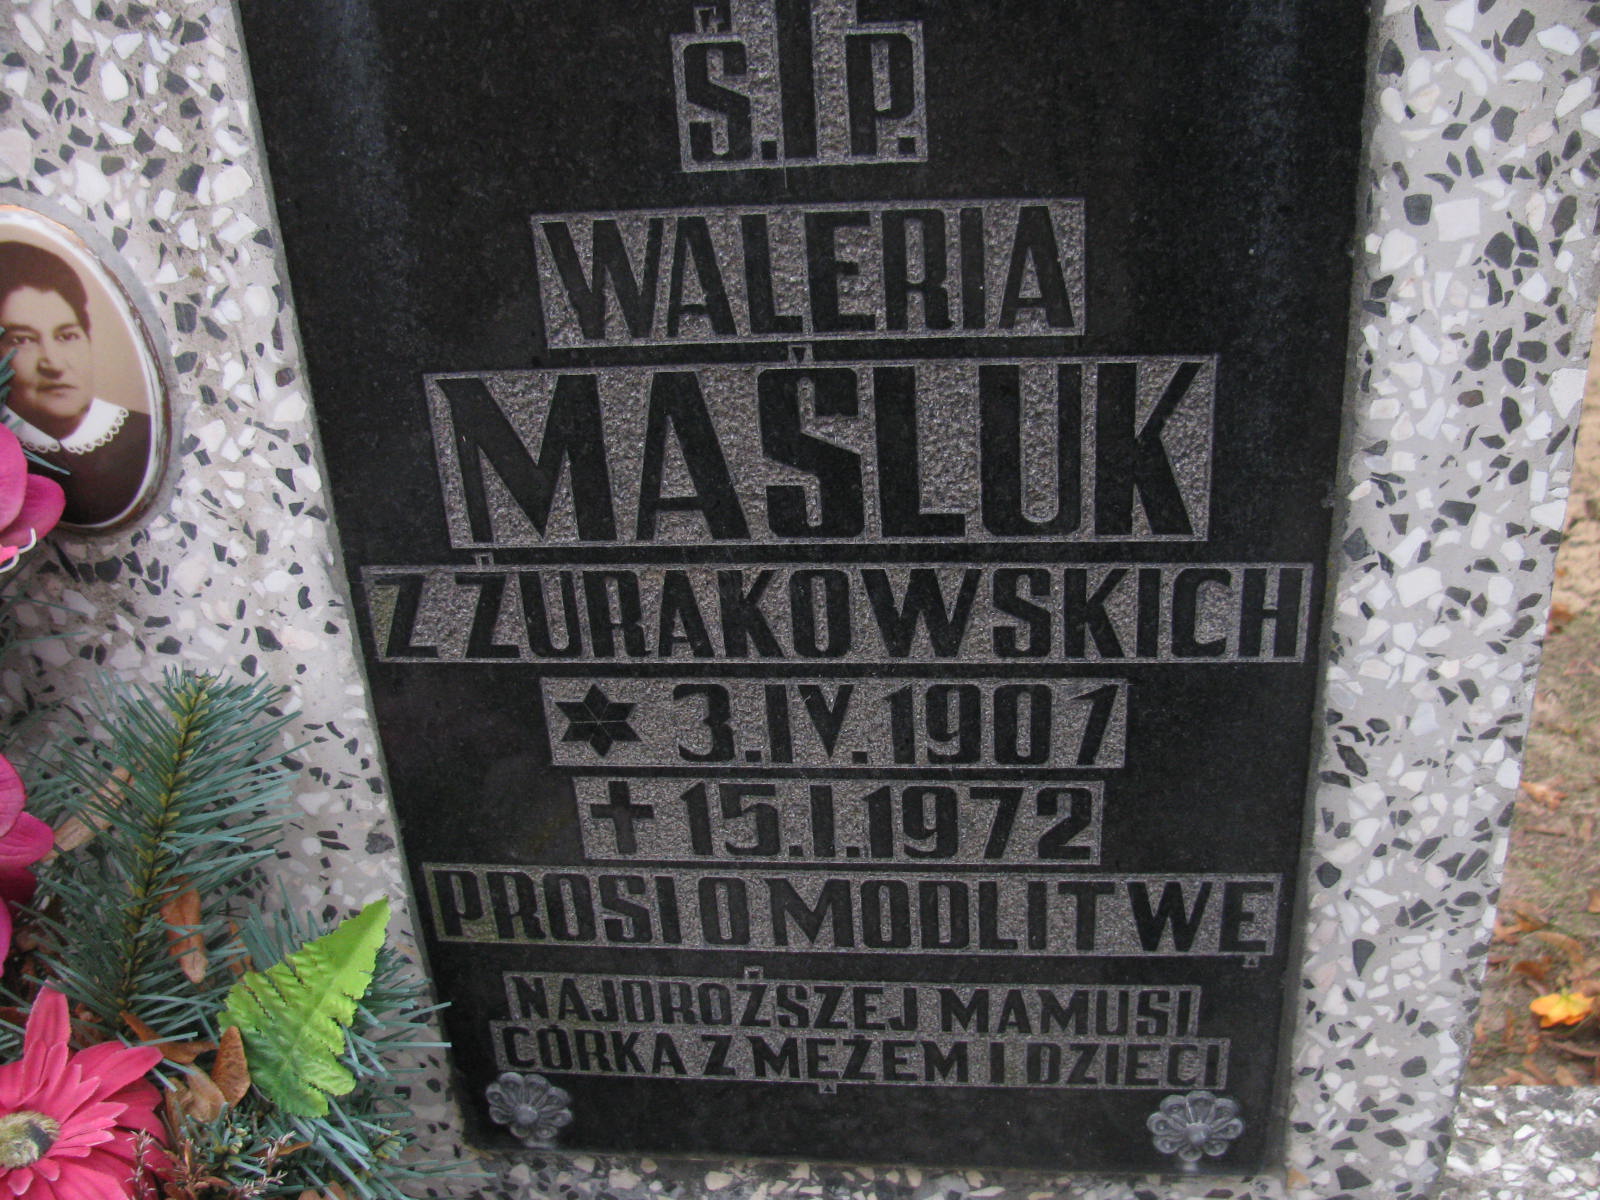 Ś.P.
WALERIA
MAŚLUK
Z ŻURAKOWSKICH
3.IV.1907
15.I.1972
PROSI O MODLITWĘ
NAJDROŻSZEJ MAMUSI
CÓRKA Z MĘŻEM I DZIECI